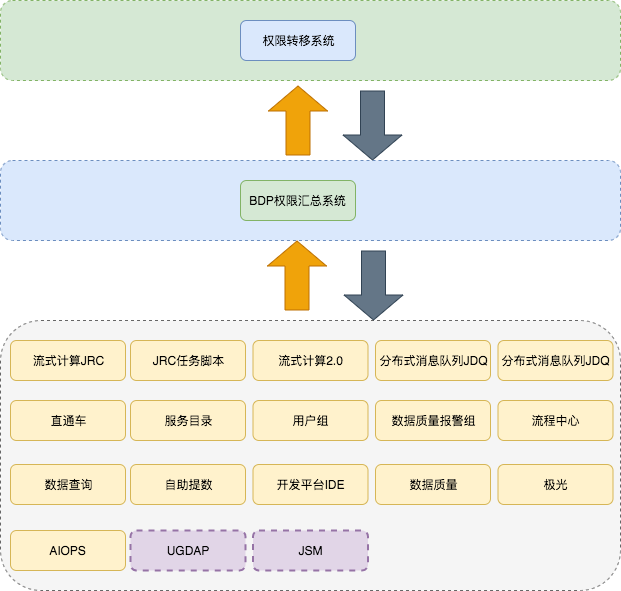 权限转移系统
BDP权限汇总系统
流式计算JRC
JRC任务脚本
流式计算2.0
分布式消息队列JDQ
分布式消息队列JDQ
直通车
服务目录
用户组
数据质量报警组
流程中心
数据查询
自助提数
开发平台IDE
数据质量
极光
AIOPS
UGDAP
JSM